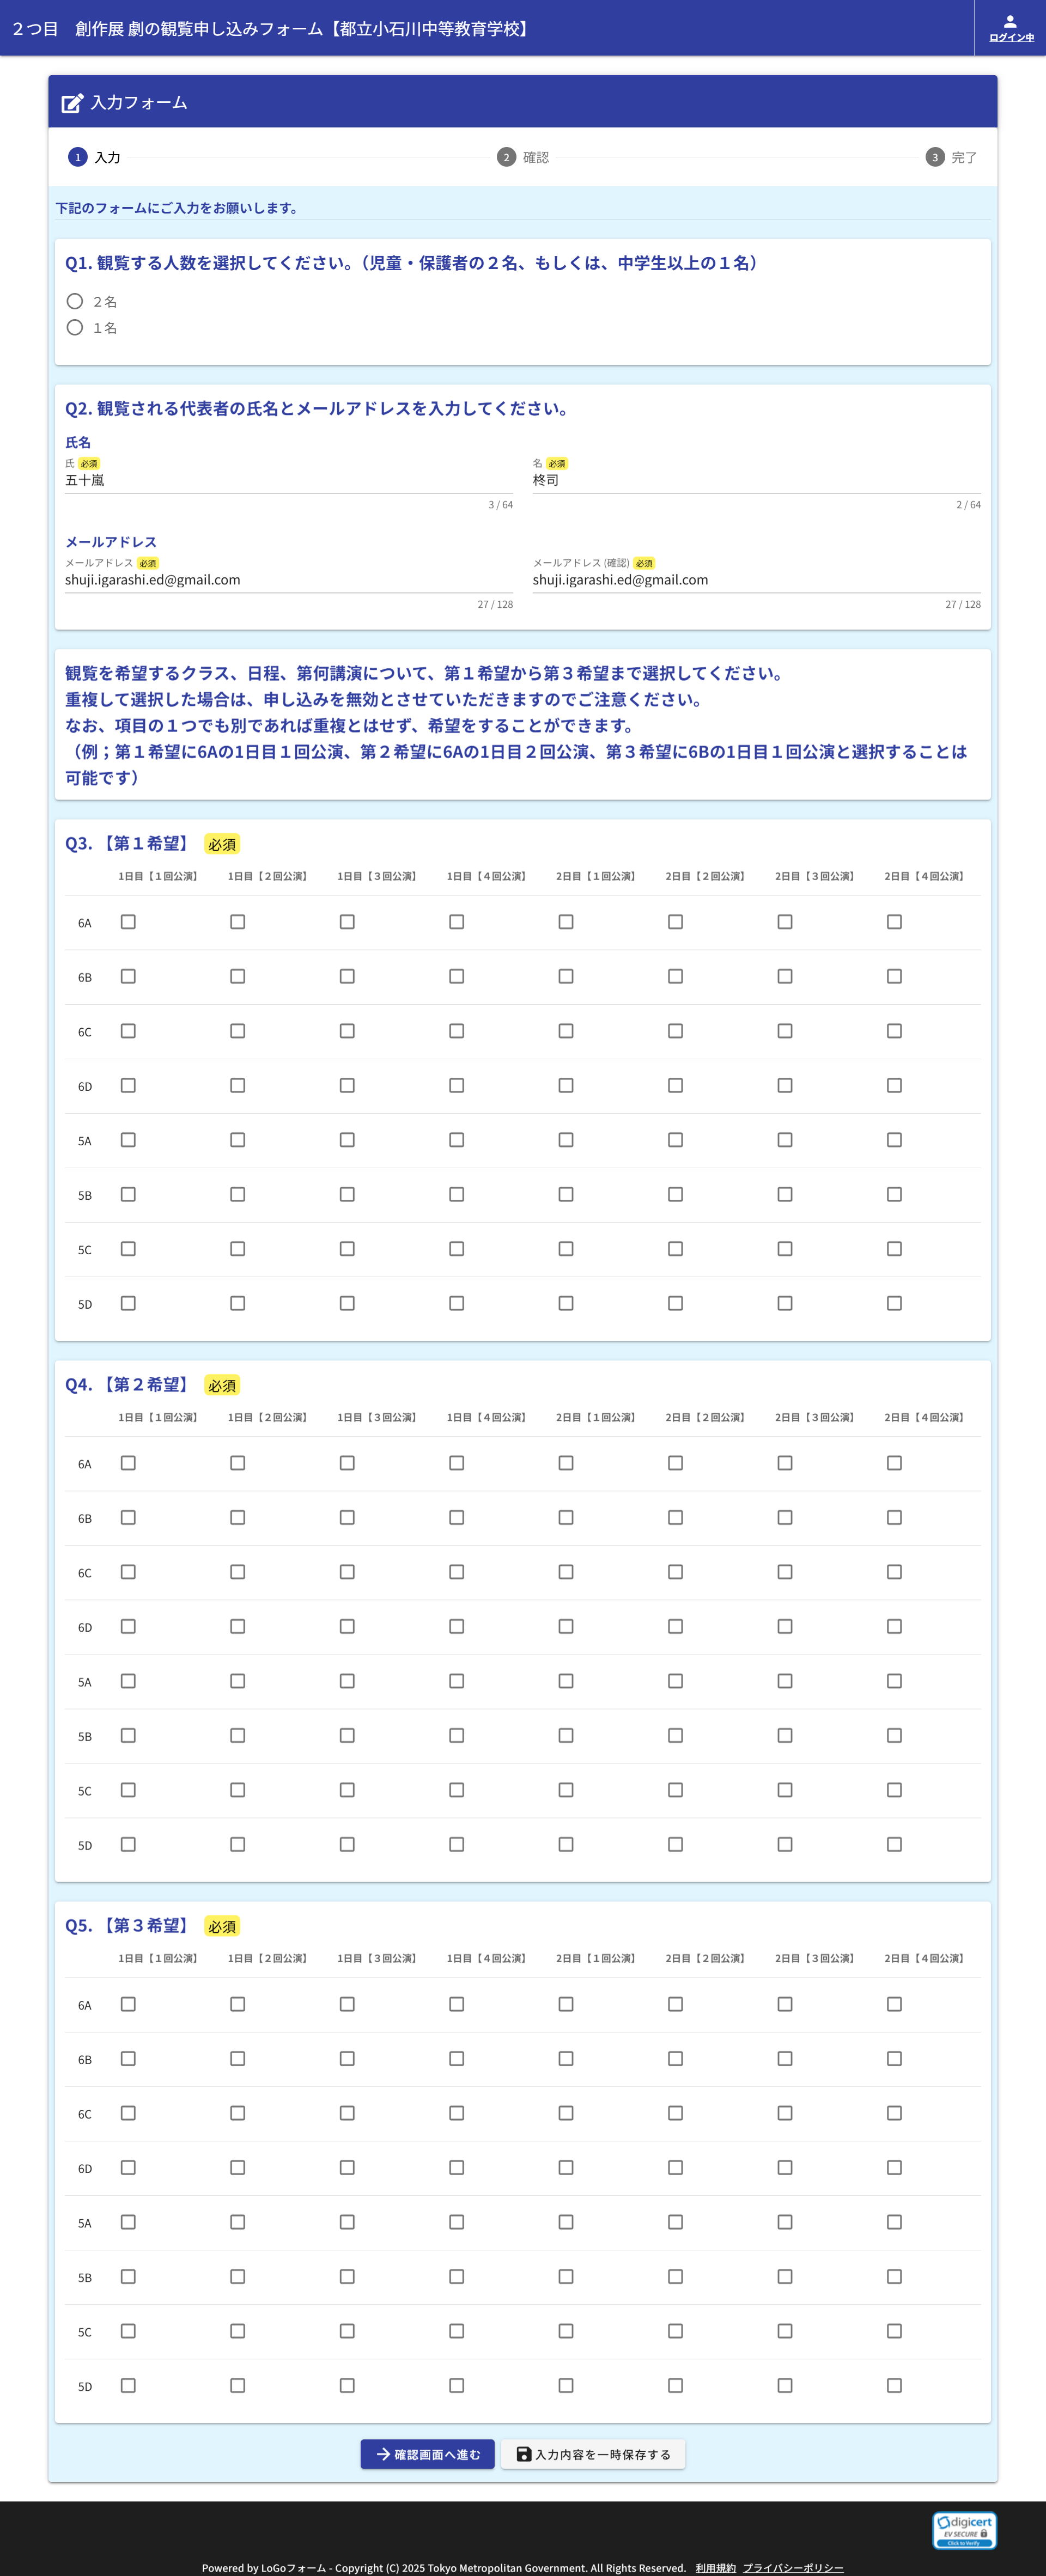 ２つ目　創作展 劇の観覧申し込みフォーム【都立小石川中等教育学校】
ログイン中
入力フォーム
1 入力 2 確認 3 完了
下記のフォームにご入力をお願いします。
Q1. 観覧する人数を選択してください。（児童・保護者の２名、もしくは、中学生以上の１名）
２名
１名
Q2. 観覧される代表者の氏名とメールアドレスを入力してください。
氏名
氏 必須 名 必須
五十嵐 柊司
3 / 64 2 / 64
メールアドレス
メールアドレス 必須 メールアドレス (確認) 必須
shuji.igarashi.ed@gmail.com shuji.igarashi.ed@gmail.com
27 / 128 27 / 128
観覧を希望するクラス、日程、第何講演について、第１希望から第３希望まで選択してください。
重複して選択した場合は、申し込みを無効とさせていただきますのでご注意ください。
なお、項目の１つでも別であれば重複とはせず、希望をすることができます。
（例；第１希望に6Aの1日目１回公演、第２希望に6Aの1日目２回公演、第３希望に6Bの1日目１回公演と選択することは
可能です）
Q3. 【第１希望】 必須
1日目【１回公演】 1日目【２回公演】 1日目【３回公演】 1日目【４回公演】 2日目【１回公演】 2日目【２回公演】 2日目【３回公演】 2日目【４回公演】
6A
6B
6C
6D
5A
5B
5C
5D
Q4. 【第２希望】 必須
1日目【１回公演】 1日目【２回公演】 1日目【３回公演】 1日目【４回公演】 2日目【１回公演】 2日目【２回公演】 2日目【３回公演】 2日目【４回公演】
6A
6B
6C
6D
5A
5B
5C
5D
Q5. 【第３希望】 必須
1日目【１回公演】 1日目【２回公演】 1日目【３回公演】 1日目【４回公演】 2日目【１回公演】 2日目【２回公演】 2日目【３回公演】 2日目【４回公演】
6A
6B
6C
6D
5A
5B
5C
5D
確認画面へ進む 入力内容を一時保存する
digicert
EV SECURE
Click to Verify
Powered by LoGoフォーム - Copyright (C) 2025 Tokyo Metropolitan Government. All Rights Reserved. 利用規約 プライバシーポリシー